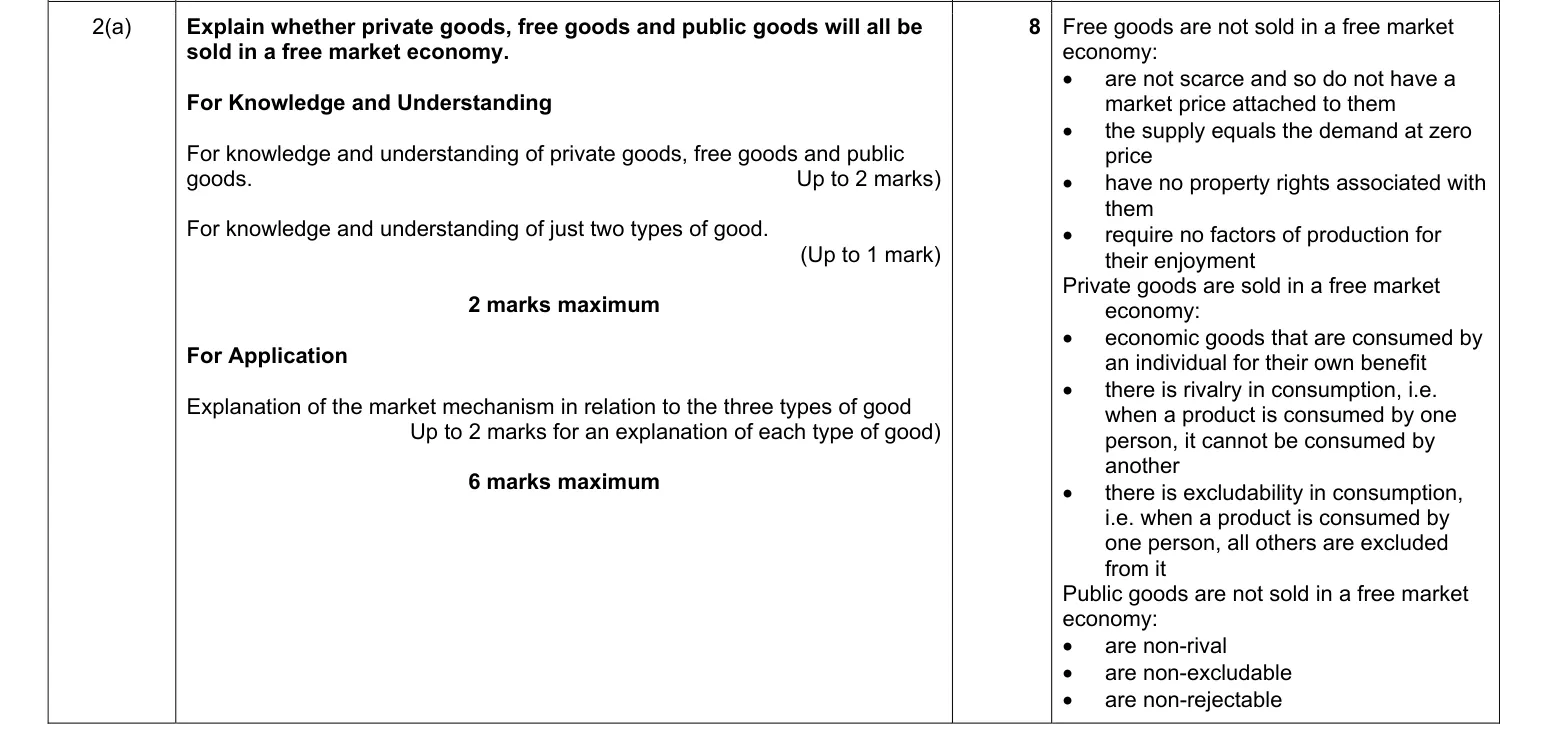 2(a)
Explain whether private goods, free goods and public goods will all be
sold in a free market economy.
For Knowledge and Understanding
For knowledge and understanding of private goods, free goods and public
goods. Up to 2 marks)
For knowledge and understanding of just two types of good.
(Up to 1 mark)
2 marks maximum
For Application
Explanation of the market mechanism in relation to the three types of good
Up to 2 marks for an explanation of each type of good)
6 marks maximum
8
Free goods are not sold in a free market
economy:
• are not scarce and so do not have a
market price attached to them
• the supply equals the demand at zero
price
• have no property rights associated with
them
• require no factors of production for
their enjoyment
Private goods are sold in a free market
economy:
• economic goods that are consumed by
an individual for their own benefit
• there is rivalry in consumption, i.e.
when a product is consumed by one
person, it cannot be consumed by
another
• there is excludability in consumption,
i.e. when a product is consumed by
one person, all others are excluded
from it
Public goods are not sold in a free market
economy:
• are non-rival
• are non-excludable
• are non-rejectable